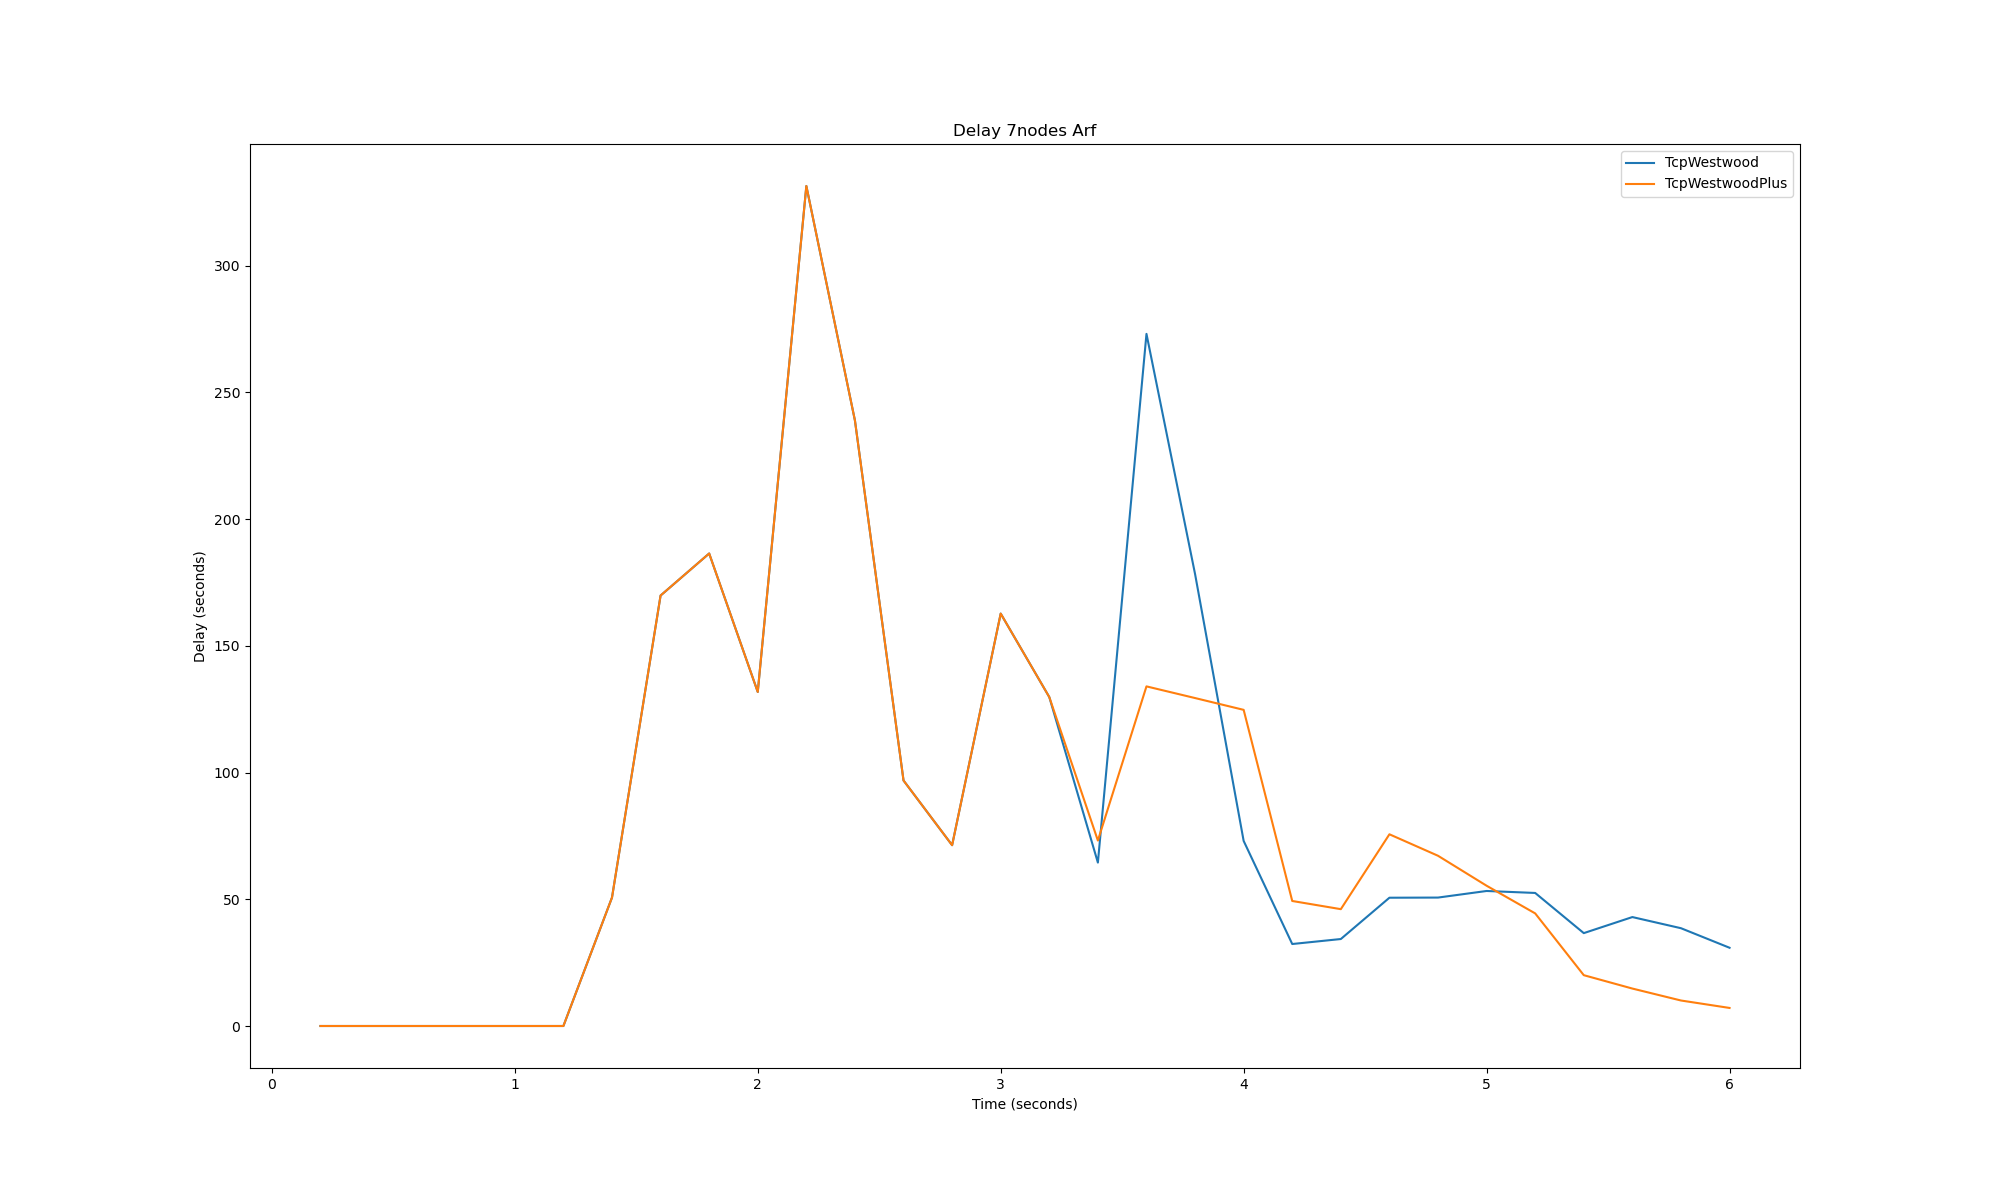 Delay 7nodes Arf
TcpWestwood
TcpWestwoodPlus
300
250
200
150
100
50
0
Delay (seconds)
0 1 2 3 4 5 6
Time (seconds)